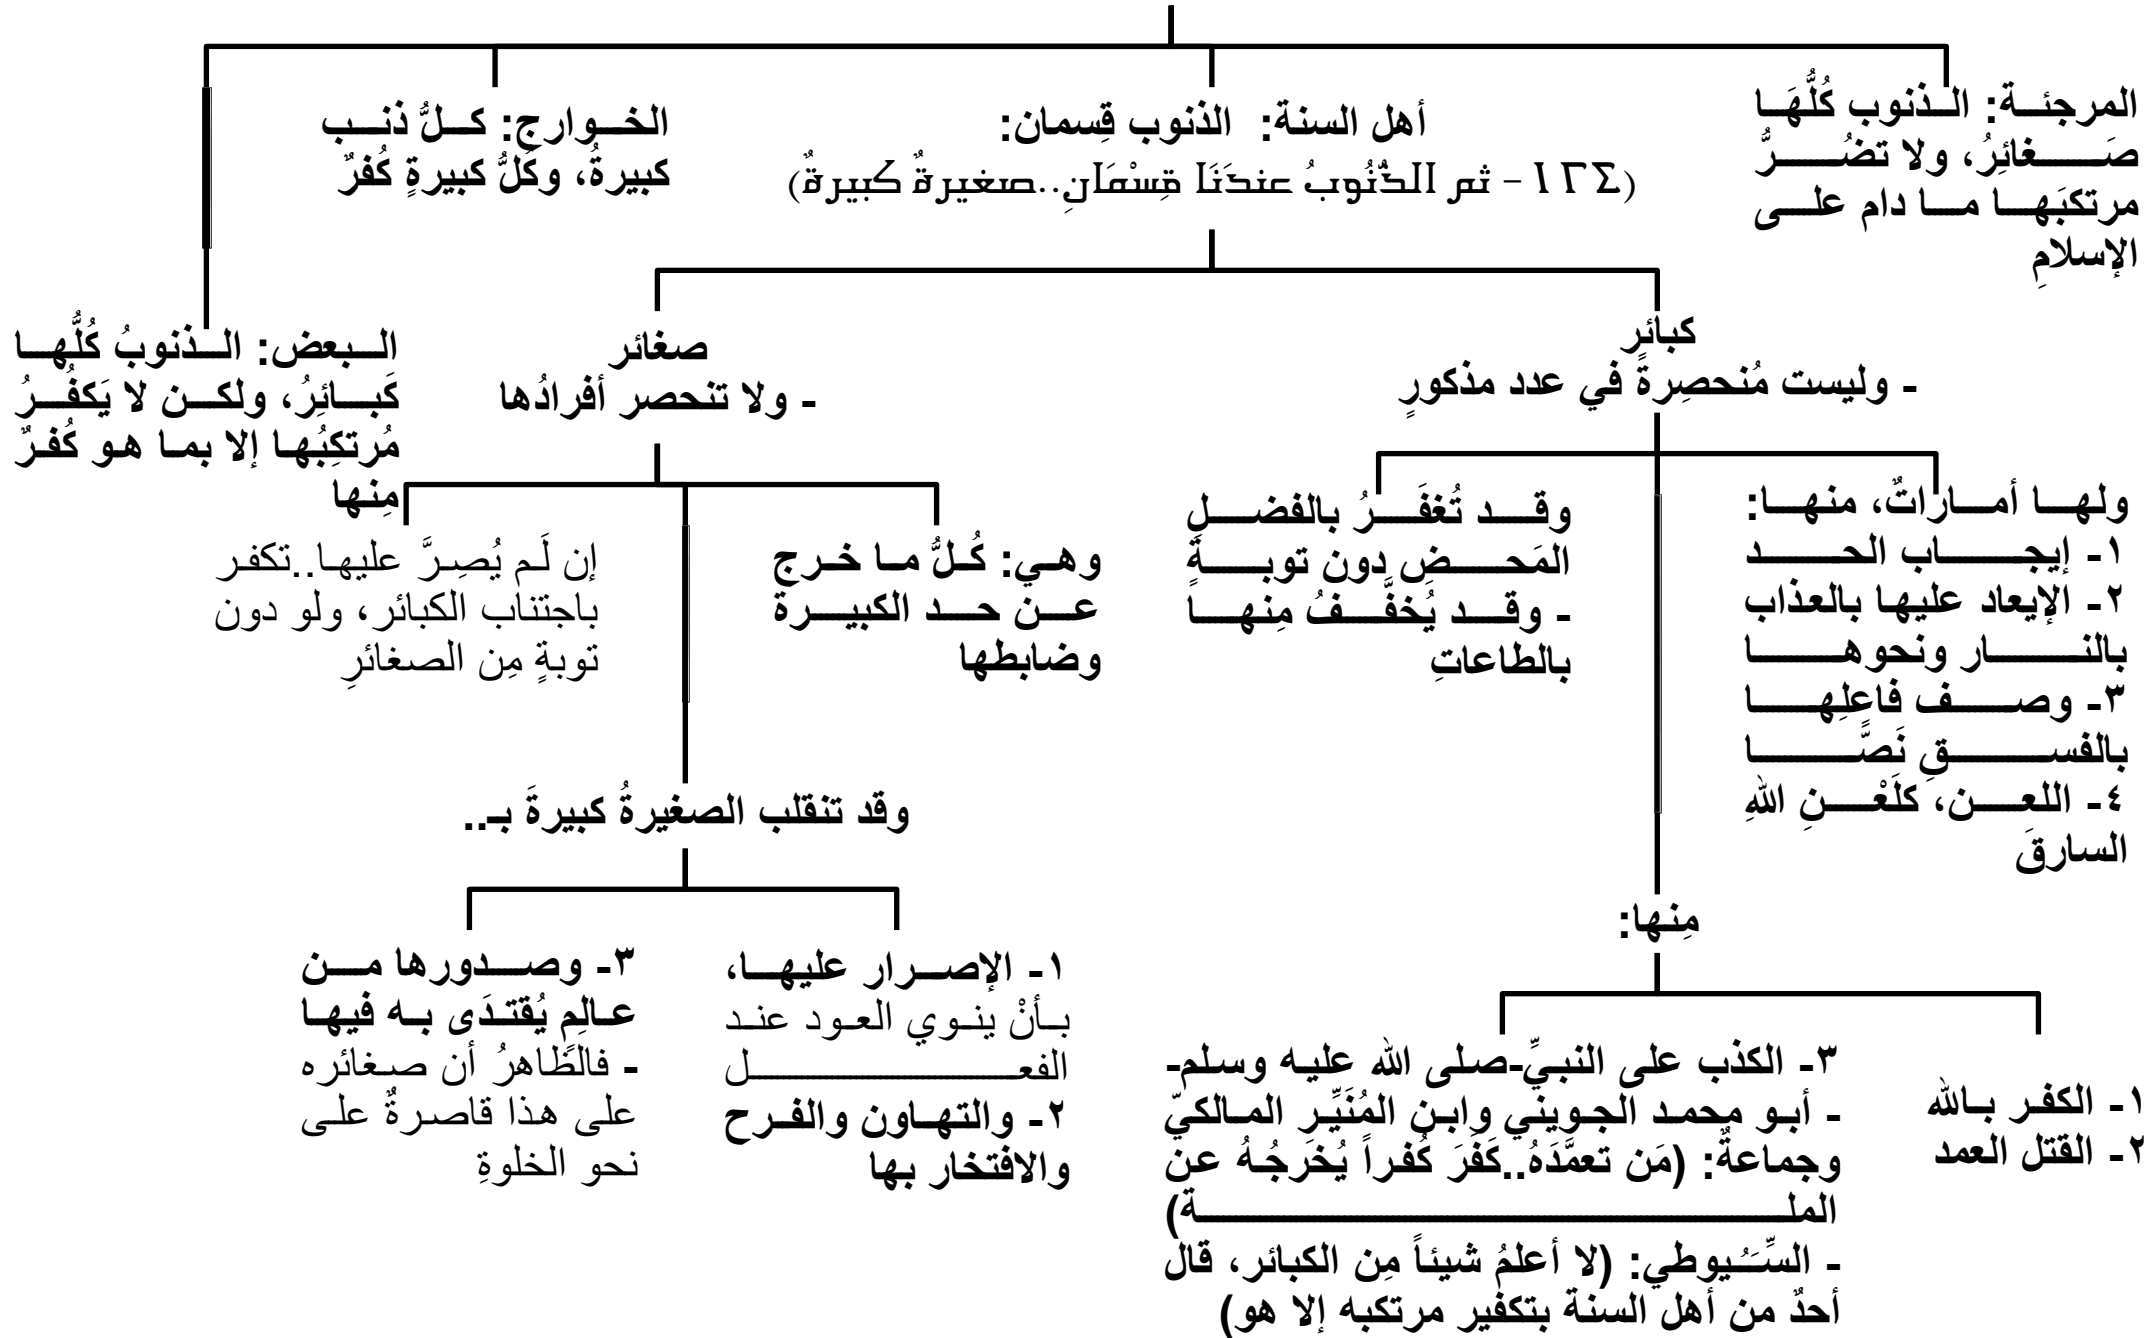 المرجئة: الذنوب كُلُّهَا
صَغائِرُ، ولا تضُرُّ
مرتكبَها ما دام على
الإسلامِ
أهل السنة: الذنوب قِسمان:
(١٢٤- ثم الذُّنُوبُ عندَنَا قِسْمَانِ..صغيرةٌ كبيرةٌ)
الخوارج: كلُّ ذنب
كبيرةُ، وكُلُّ كبيرةٍ كُفرٌ
البعض: الذنوبُ كُلُّها
كَبائِرُ، ولكن لا يَكفُرُ
مُرتكِبُها إلا بما هو كُفرٌ
مِنها
كبائر
- وليست مُنحصِرةً في عدد مذكورٍ
ولها أماراتٌ، منها:
١- إيجاب الحد
٢- الإيعاد عليها بالعذاب
بالنار ونحوها
٣- وصف فاعلِها
بالفسقِ نَصًّا
٤- اللعن، كلَعْنِ اللهِ
السارقَ
وقد تُغفَرُ بالفضلِ
المَحضِ دون توبةٍ
- وقد يُخفَّفُ مِنها
بالطاعاتِ
مِنها:
١- الكفر بالله
٢- القتل العمد
٣- الكذب على النبيِّ-صلى الله عليه وسلم-
- أبو محمد الجويني وابن المُنَيِّر المالكيّ
وجماعةٌ: (مَن تعمَّدَهُ..كَفَرَ كُفراً يُخرَجُهُ عن
الملة)
- السِّيوطي: (لا أعلمُ شيئاً مِن الكبائر، قال
أحدٌ من أهل السنة بتكفير مرتكبه إلا هو)
صغائر
- ولا تنحصر أفرادُها
وهي: كُلُّ ما خرج
عن حد الكبيرة
وضابطها
إن لَم يُصِرَّ عليها..تكفر
باجتناب الكبائر، ولو دون
توبةٍ مِن الصغائرِ
وقد تنقلب الصغيرةُ كبيرةَ بـ..
١- الإصرار عليها،
بأنْ ينوي العود عند
الفعل
٢- والتهاون والفرح
والافتخار بها
٣- وصدورها من
عالِمٍ يُقتدَى به فيها
- فالظاهرُ أن صغائره
على هذا قاصرةٌ على
نحو الخلوةِ